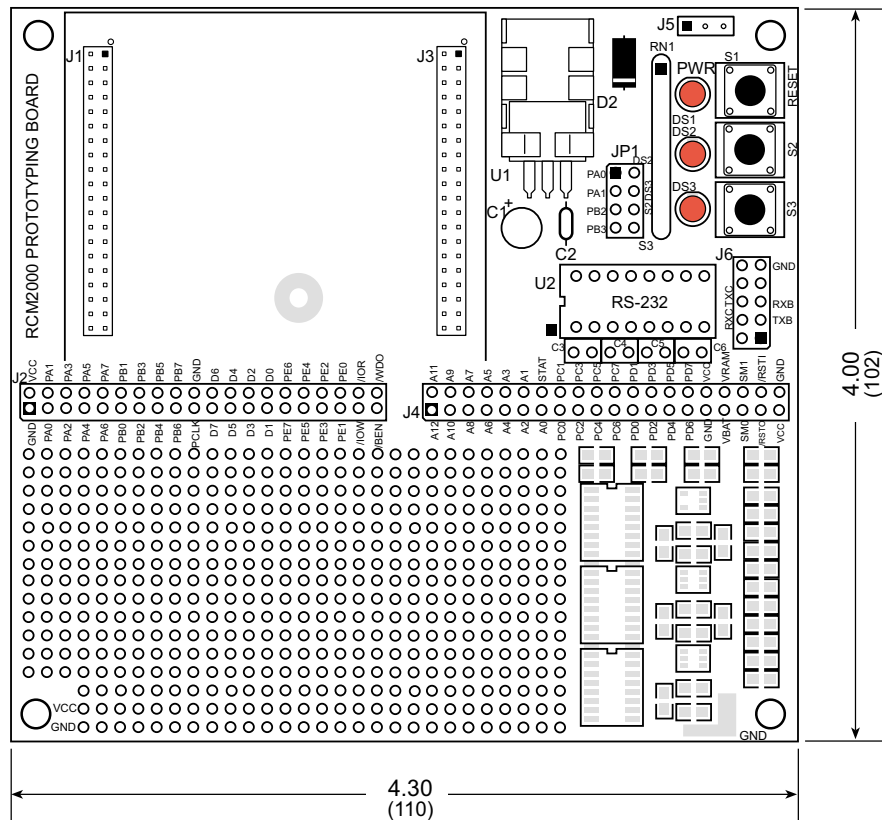 J5
RN1
S1
J1
J3
PWR
RESET
RCM2000 PROTOTYPING BOARD
D2
DS1
DS2
S2
JP1
DS2
U1
PA0
PA1
PB2
PB3
DS3
S2
DS3
S3
C1
+
C2
S3
J6
U2
RS-232
GND
RXB
TXB
RXC TXC
C3
C4
C5
C6
J2
VCC PA1 PA3 PA5 PA7 PB1 PB3 PB5 PB7 GND D6 D4 D2 D0 PE6 PE4 PE2 PE0 /IOR /WDO
GND PA0 PA2 PA4 PA6 PB0 PB2 PB4 PB6 PCLK D7 D5 D3 D1 PE7 PE5 PE3 PE1 /IOW /BEN
J4
A11 A9 A7 A5 A3 A1 STAT PC1 PC3 PC5 PC7 PD1 PD3 PD5 PD7 VCC VRAM SM1 /RSTI GND
A12 A10 A8 A6 A4 A2 A0 PC0 PC2 PC4 PC6 PD0 PD2 PD4 PD6 GND VBAT SM0 /RSTO VCC
VCC
GND
GND
4.00
(102)
4.30
(110)